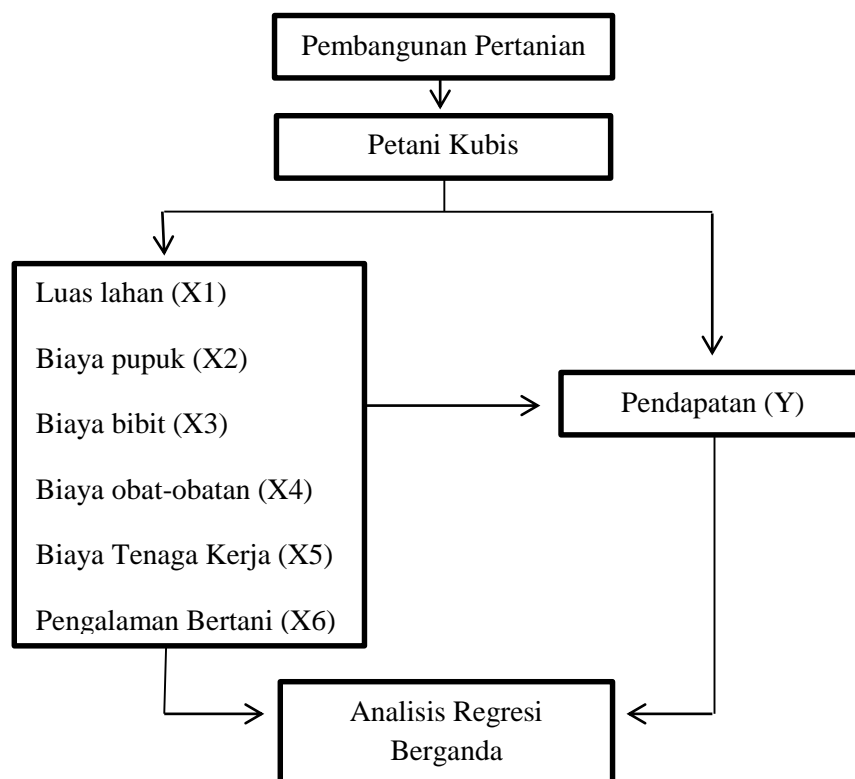 Pembangunan Pertanian
Petani Kubis
Luas lahan (X1)
Biaya pupuk (X2)
Biaya bibit (X3)
Biaya obat-obatan (X4)
Biaya Tenaga Kerja (X5)
Pengalaman Bertani (X6)
Pendapatan (Y)
Analisis Regresi
Berganda